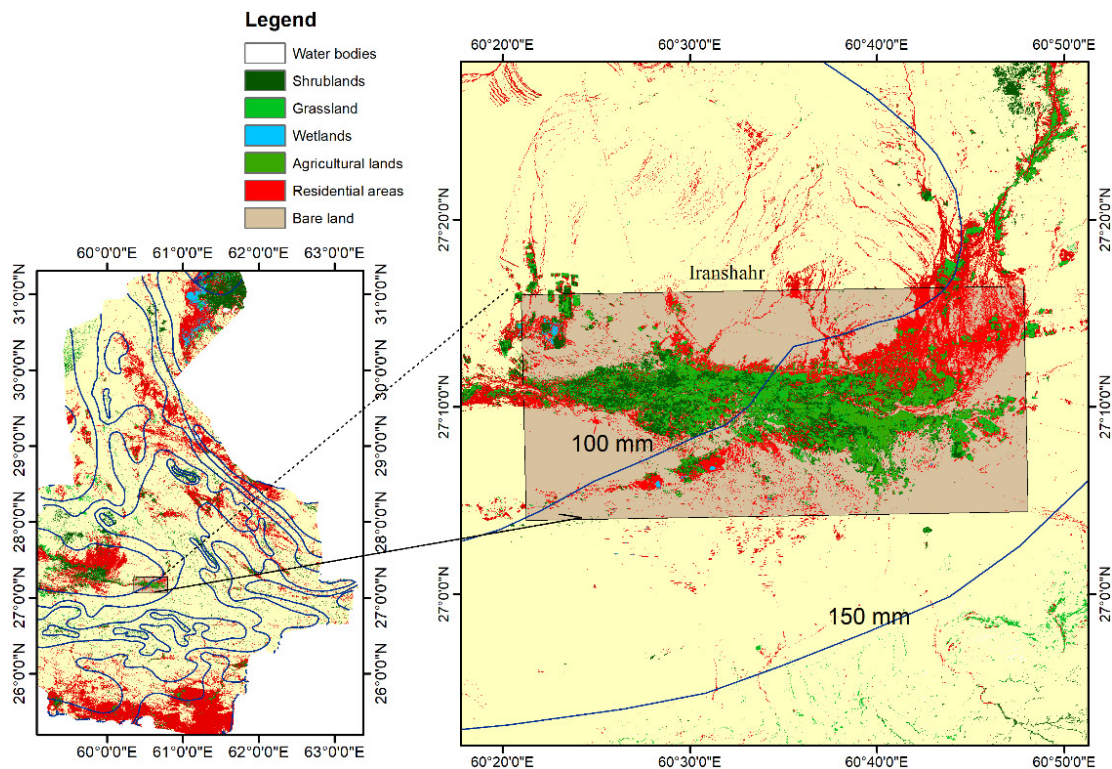 Legend
Water bodies
Shrublands
Grassland
Wetlands
Agricultural lands
Residential areas
Bare land
60°0'0"E 61°0'0"E 62°0'0"E 63°0'0"E
31°0'0"N
30°0'0"N
29°0'0"N
28°0'0"N
27°0'0"N
26°0'0"N
31°0'0"N
30°0'0"N
29°0'0"N
28°0'0"N
27°0'0"N
26°0'0"N
60°0'0"E 61°0'0"E 62°0'0"E 63°0'0"E
60°20'0"E 60°30'0"E 60°40'0"E 60°50'0"E
27°20'0"N
27°10'0"N
27°0'0"N
Iranshahr
100 mm
150 mm
27°20'0"N
27°10'0"N
27°0'0"N
60°20'0"E 60°30'0"E 60°40'0"E 60°50'0"E